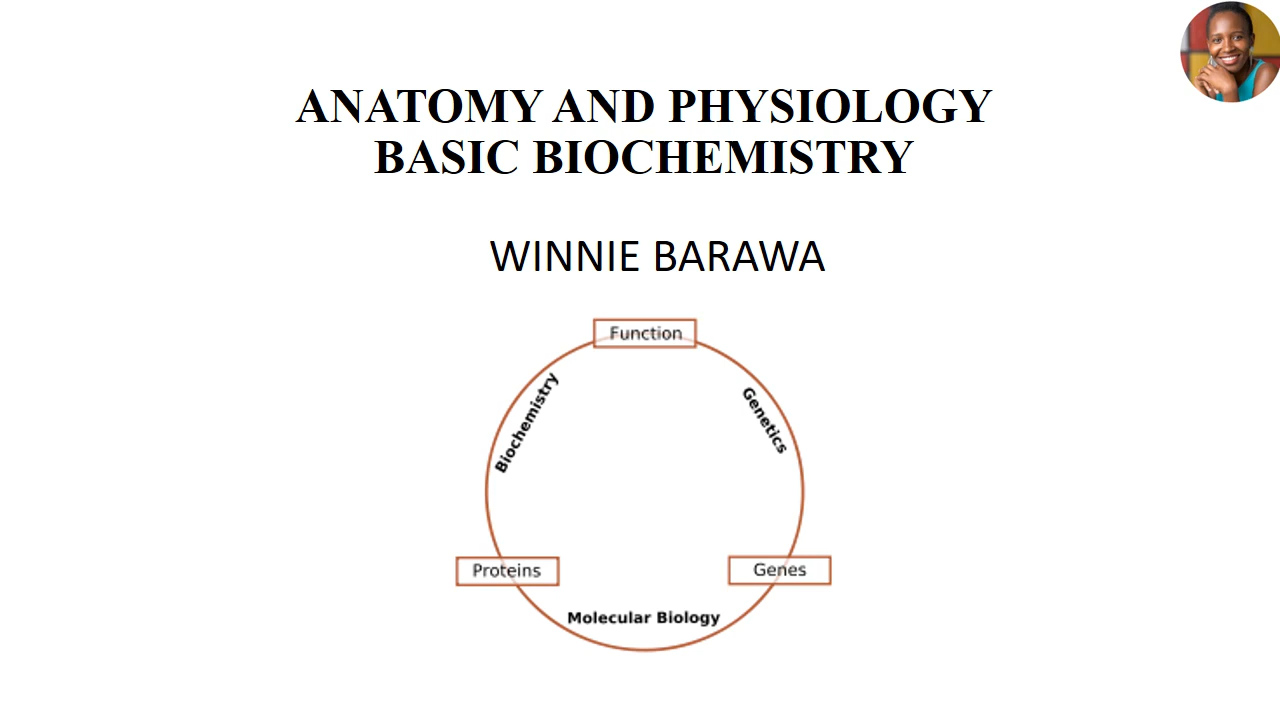 ANATOMY AND PHYSIOLOGY
BASIC BIOCHEMISTRY
WINNIE BARAWA
Function
Biochemistry
Genetics
Proteins
Genes
Molecular Biology